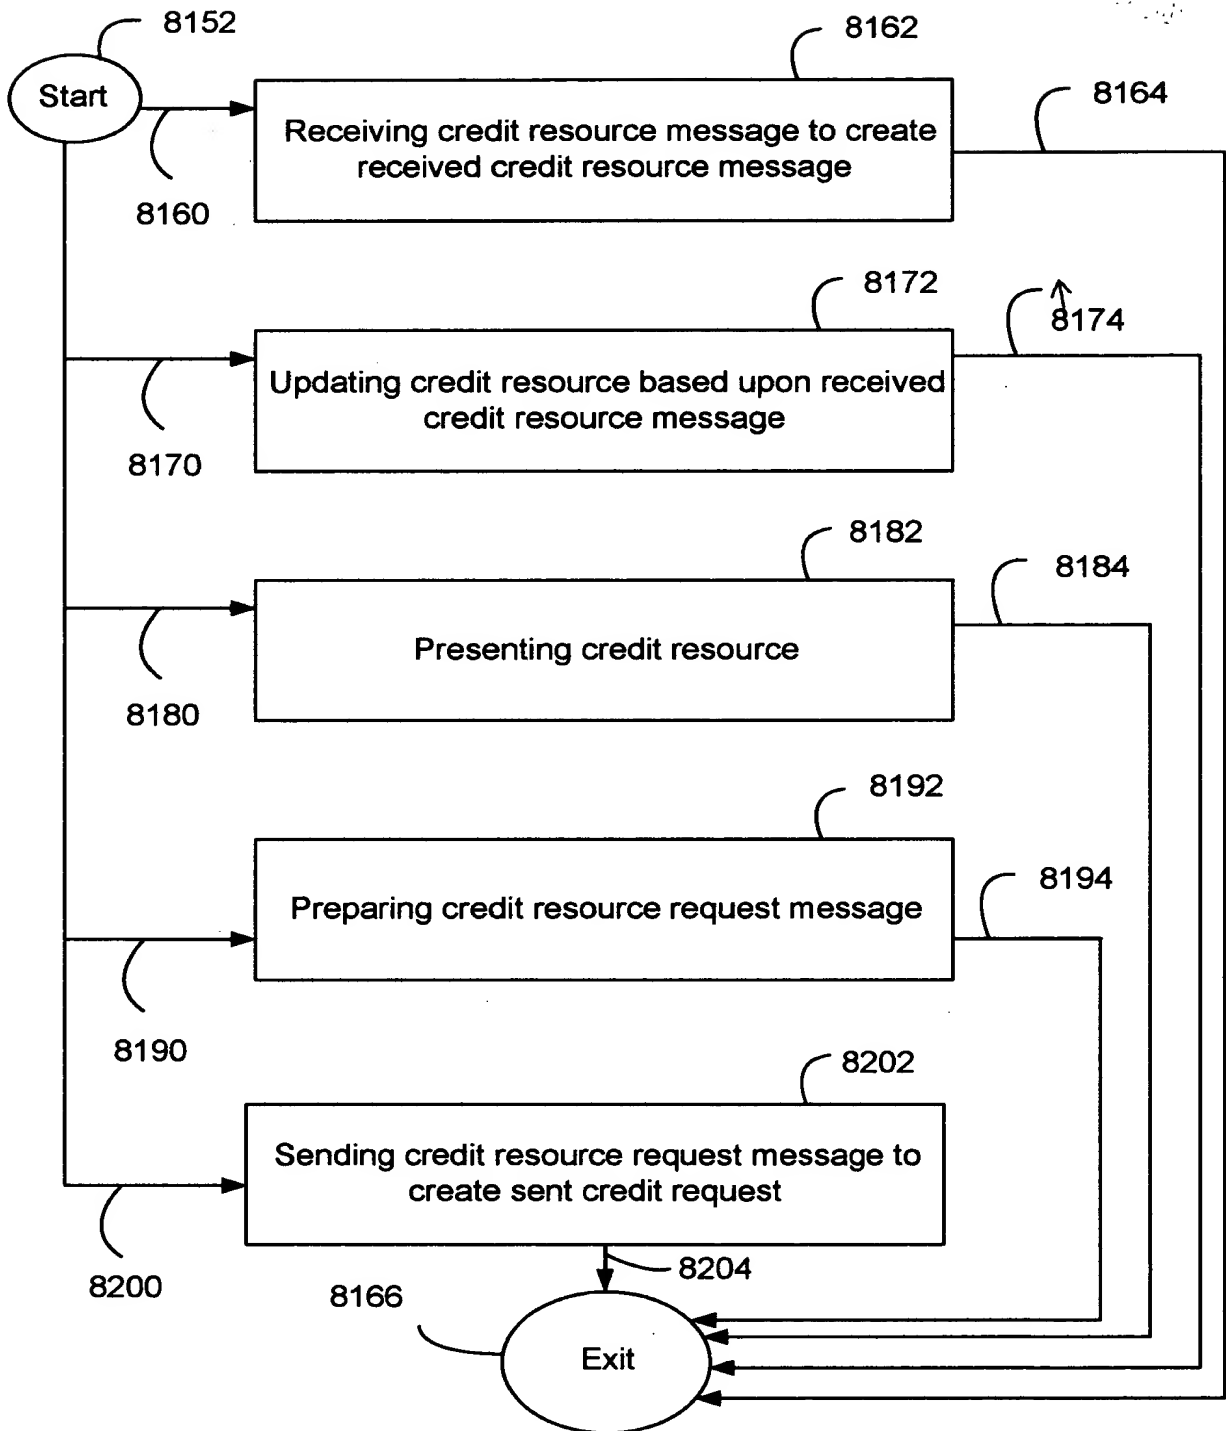 8152
Start
8160
8162
Receiving credit resource message to create
received credit resource message
8164
8172
8170
Updating credit resource based upon received
credit resource message
8174
8182
8180
Presenting credit resource
8184
8192
8190
Preparing credit resource request message
8194
8202
8200
Sending credit resource request message to
create sent credit request
8204
8166
Exit